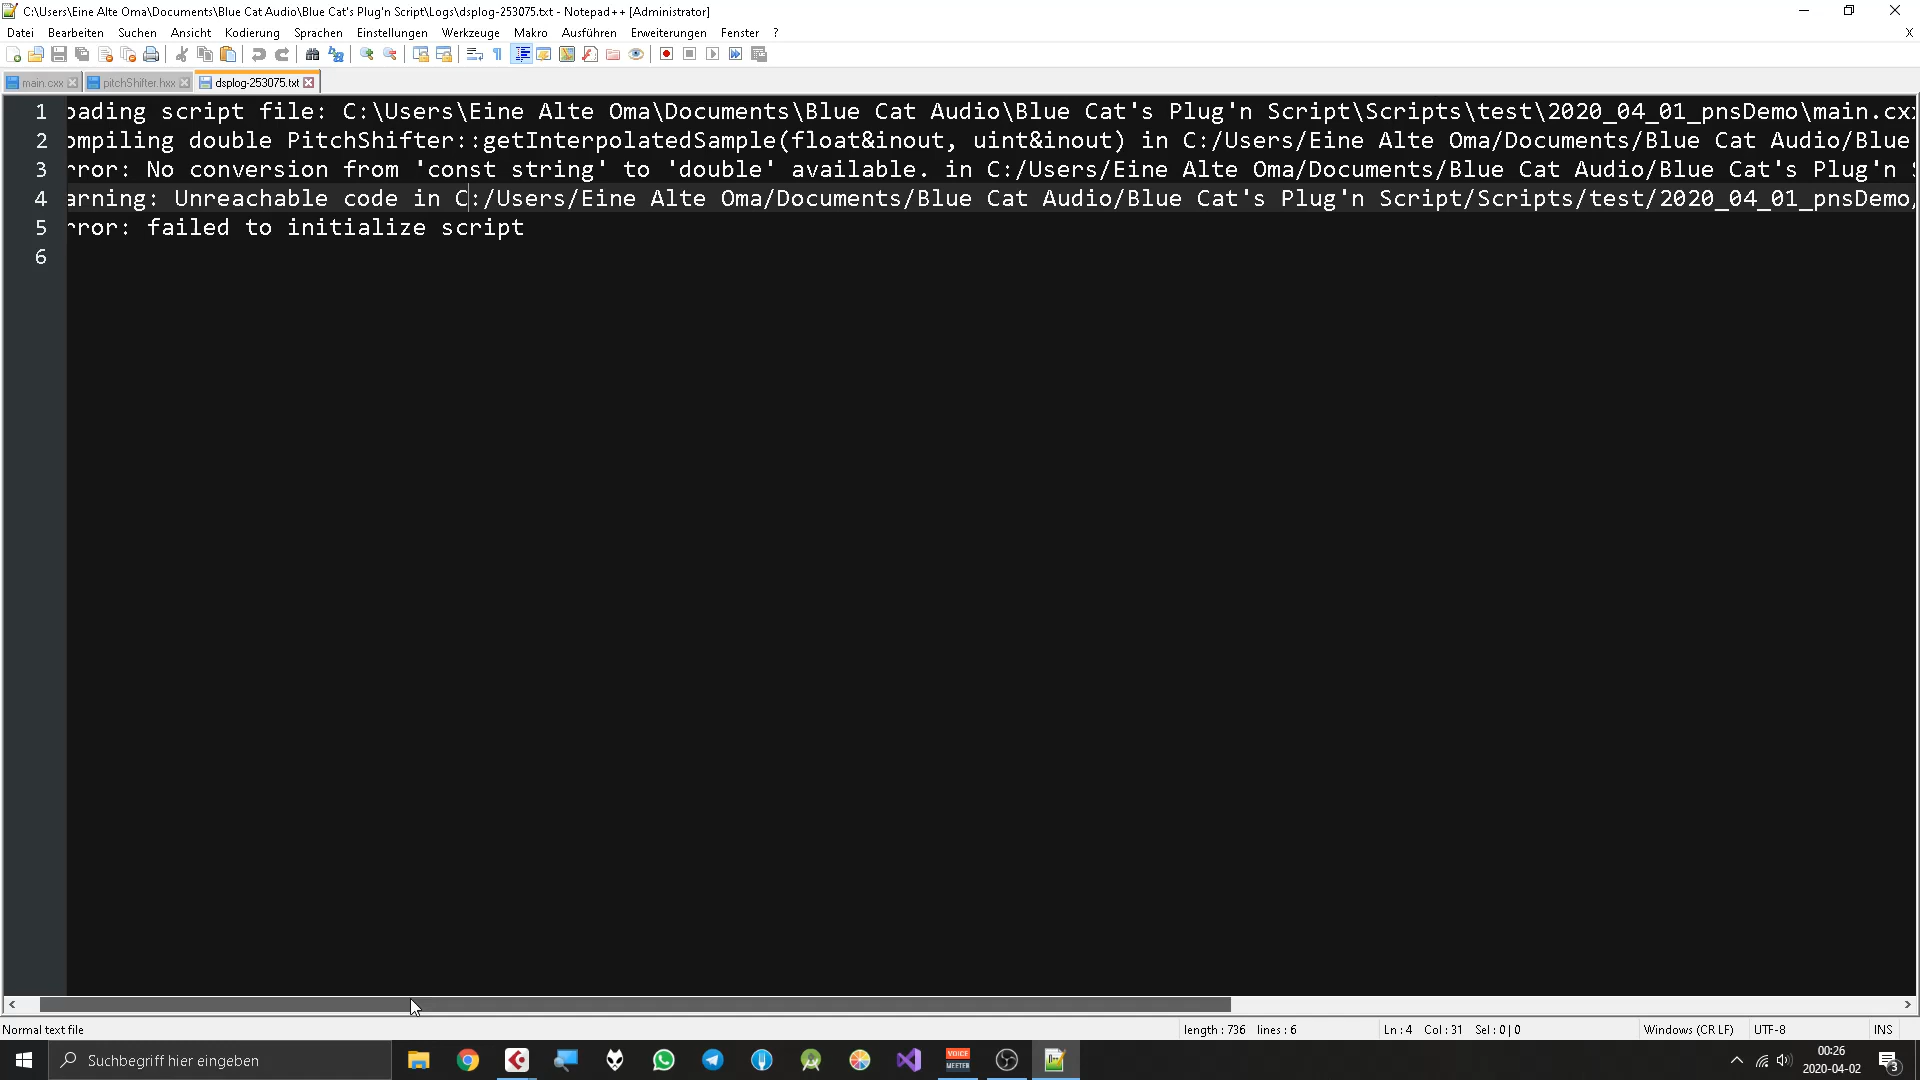 C:\Users\Eine Alte Oma\Documents\Blue Cat Audio\Blue Cat's Plug'n Script\Logs\dsplog-253075.txt - Notepad++ [Administrator]
Datei Bearbeiten Suchen Ansicht Kodierung Sprachen Einstellungen Werkzeuge Makro Ausführen Erweiterungen Fenster ? X
main.cxx pitchShifter.hxx dsplog-253075.txt
1 oading script file: C:\Users\Eine Alte Oma\Documents\Blue Cat Audio\Blue Cat's Plug'n Script\Scripts\test\2020_04_01_pnsDemo\main.cxx
2 ompiling double PitchShifter::getInterpolatedSample(float&inout, uint&inout) in C:/Users/Eine Alte Oma/Documents/Blue Cat Audio/Blue
3 rror: No conversion from 'const string' to 'double' available. in C:/Users/Eine Alte Oma/Documents/Blue Cat Audio/Blue Cat's Plug'n S
4 arning: Unreachable code in C:/Users/Eine Alte Oma/Documents/Blue Cat Audio/Blue Cat's Plug'n Script/Scripts/test/2020_04_01_pnsDemo/
5 rror: failed to initialize script
6
Normal text file length : 736 lines : 6 Ln : 4 Col : 31 Sel : 0 | 0 Windows (CR LF) UTF-8 INS
Suchbegriff hier eingeben
VOICE
MEETER
00:26
2020-04-02
3